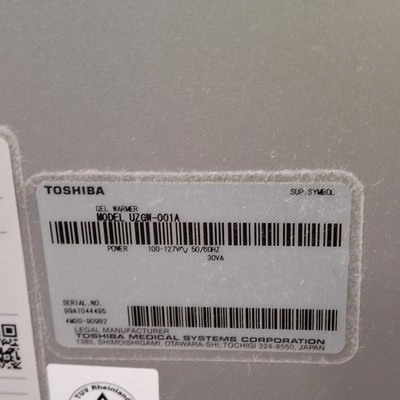 TOSHIBA
SUP.SYMBOL
GEL WARMER
MODEL UZGW-001A
POWER 100-127V∿ 50/60HZ
30VA
SERIAL.NO.
99A1044495
LEGAL MANUFACTURER
TOSHIBA MEDICAL SYSTEMS CORPORATION
1385, SHIMOISHIGAMI, OTAWARA-SHI, TOCHIGI 324-8550, JAPAN
TÜV Rheinland